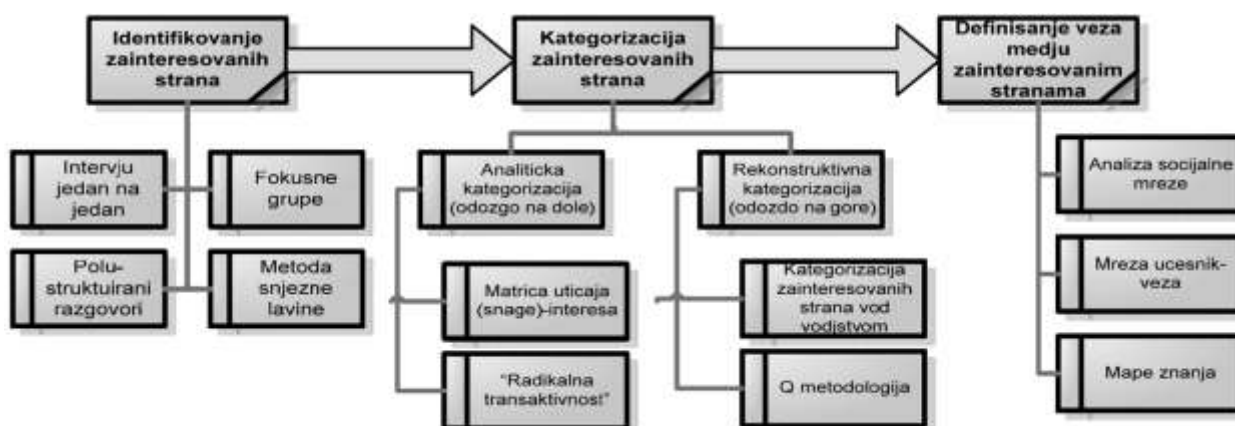 Identifikovanje
zainteresovanih
strana
Kategorizacija
zainteresovanih
strana
Definisanje veza
medju
zainteresovanim
stranama
Intervju
jedan na
jedan
Fokusne
grupe
Polu-
struktuirani
razgovori
Metoda
snjezne
lavine
Analiticka
kategorizacija
(odozgo na dole)
Matrica uticaja
(snage)-interesa
"Radikalna
transaktivnost"
Rekonstruktivna
kategorizacija
(odozdo na gore)
Kategorizacija
zainteresovanih
strana vod
vodjstvom
Q metodologija
Analiza socijalne
mreze
Mreza ucesnik-
veza
Mape znanja